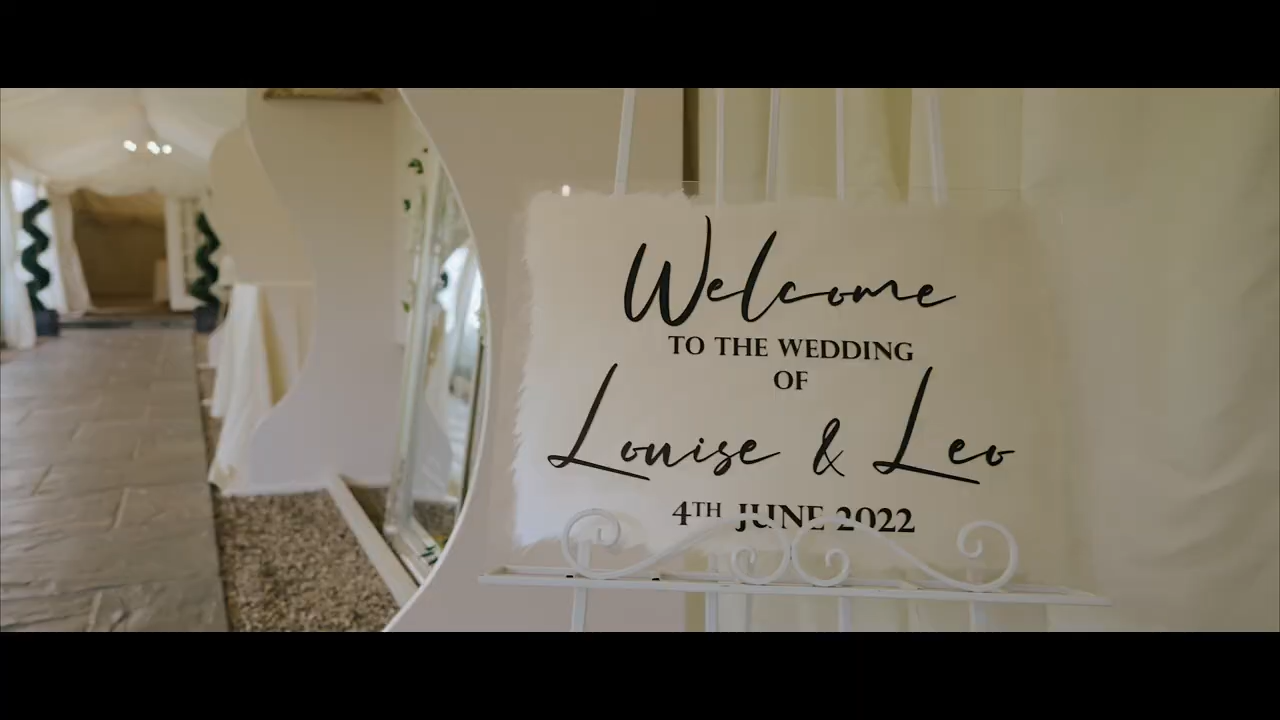 Welcome
TO THE WEDDING
OF
Louise & Leo
4TH JUNE 2022